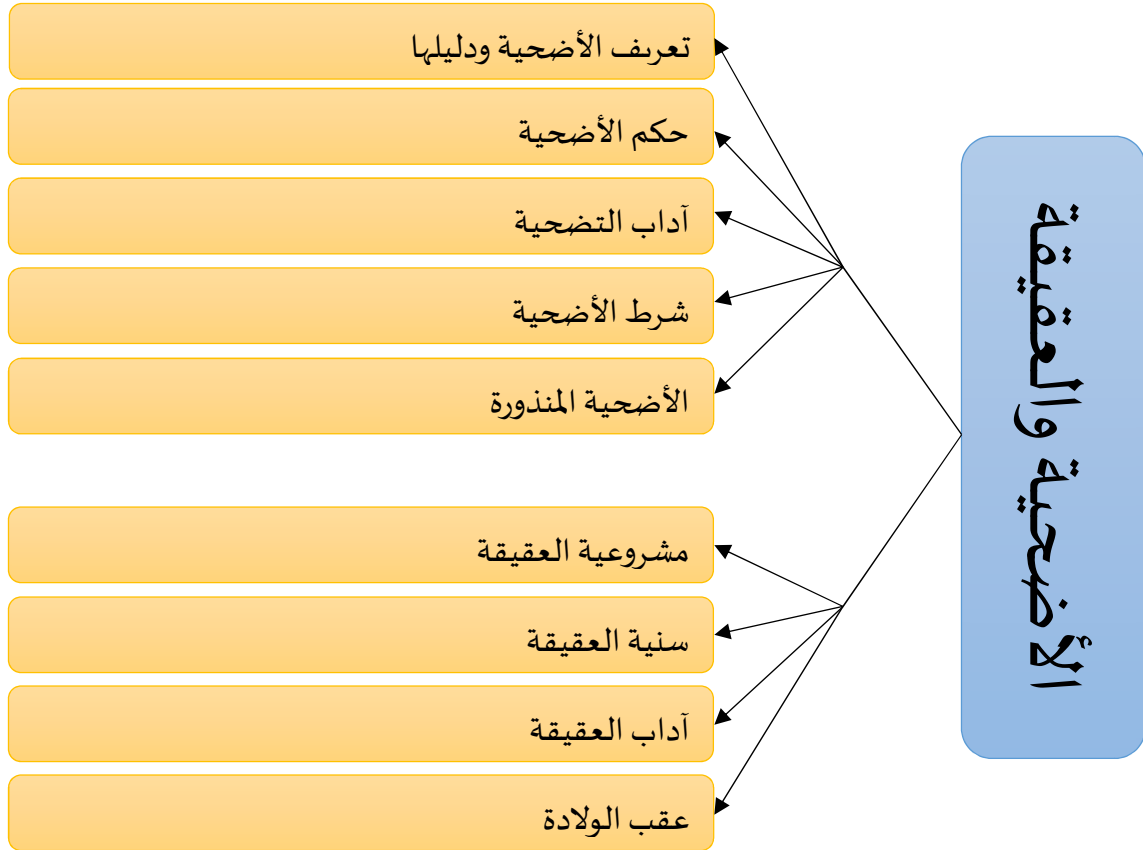 الأضحية والعقيقة
تعريف الأضحية ودليلها
حكم الأضحية
آداب التضحية
شرط الأضحية
الأضحية المنذورة
مشروعية العقيقة
سنية العقيقة
آداب العقيقة
عقب الولادة